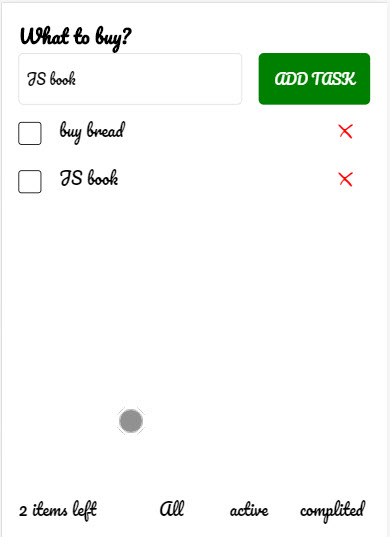 What to buy?
JS book ADD TASK
buy bread
JS book
2 items left All active complited